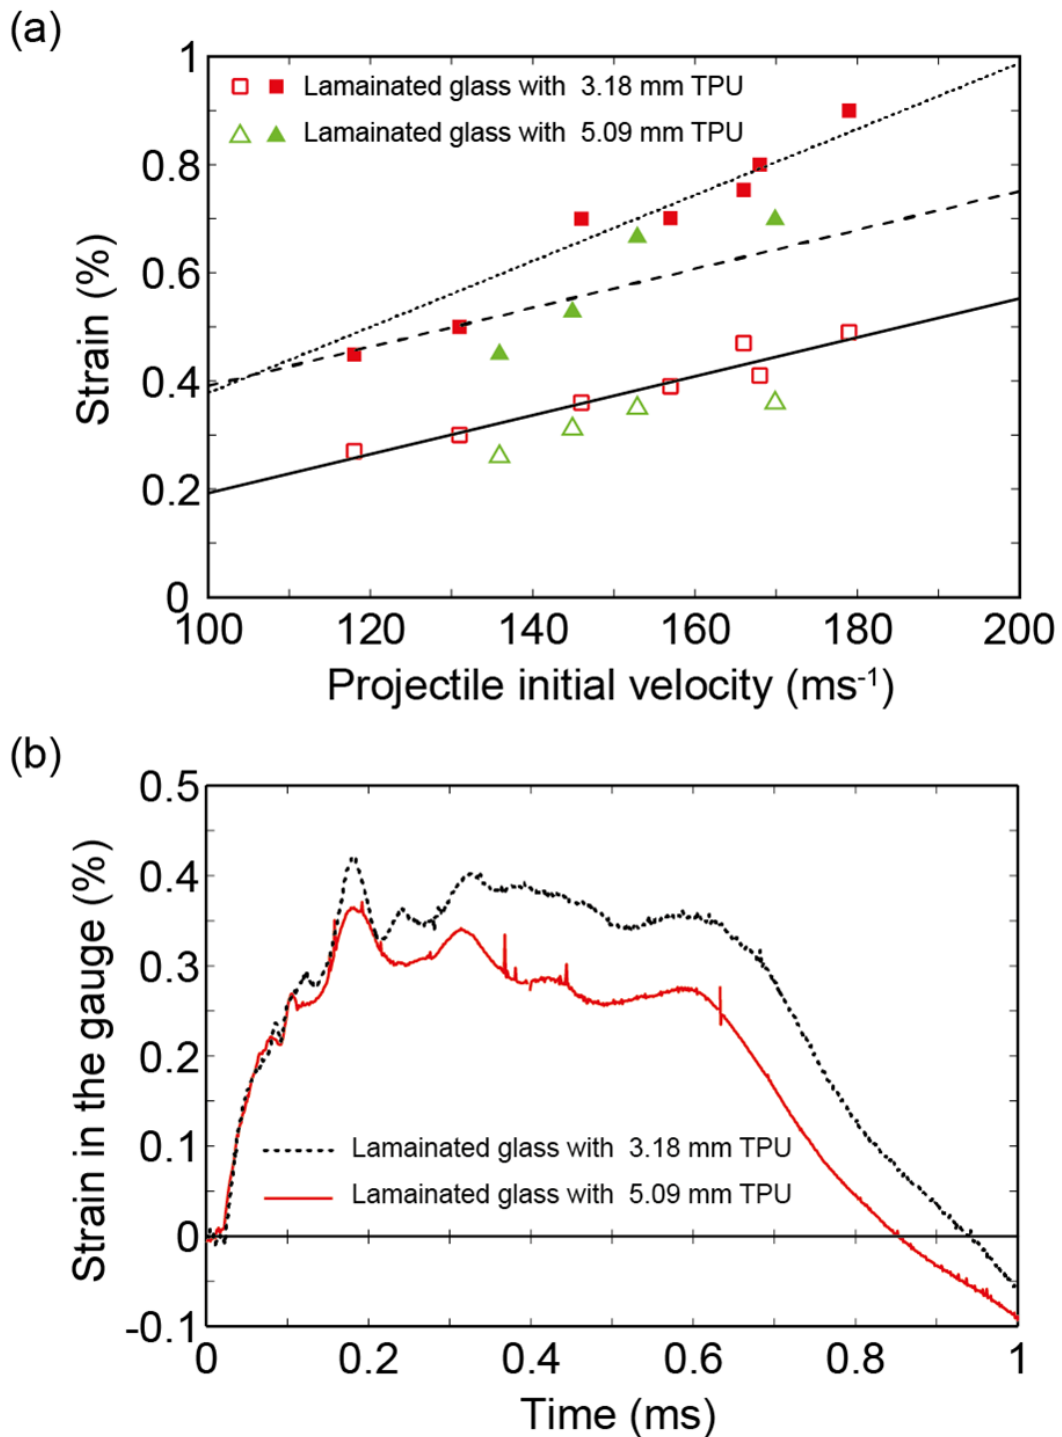 (a)
1
Lamainated glass with 3.18 mm TPU
Lamainated glass with 5.09 mm TPU
0.8
0.6
0.4
0.2
0
Strain (%)
100 120 140 160 180 200
Projectile initial velocity (ms-1)
(b)
0.5
0.4
0.3
0.2
0.1
0
-0.1
Strain in the gauge (%)
Lamainated glass with 3.18 mm TPU
Lamainated glass with 5.09 mm TPU
0 0.2 0.4 0.6 0.8 1
Time (ms)